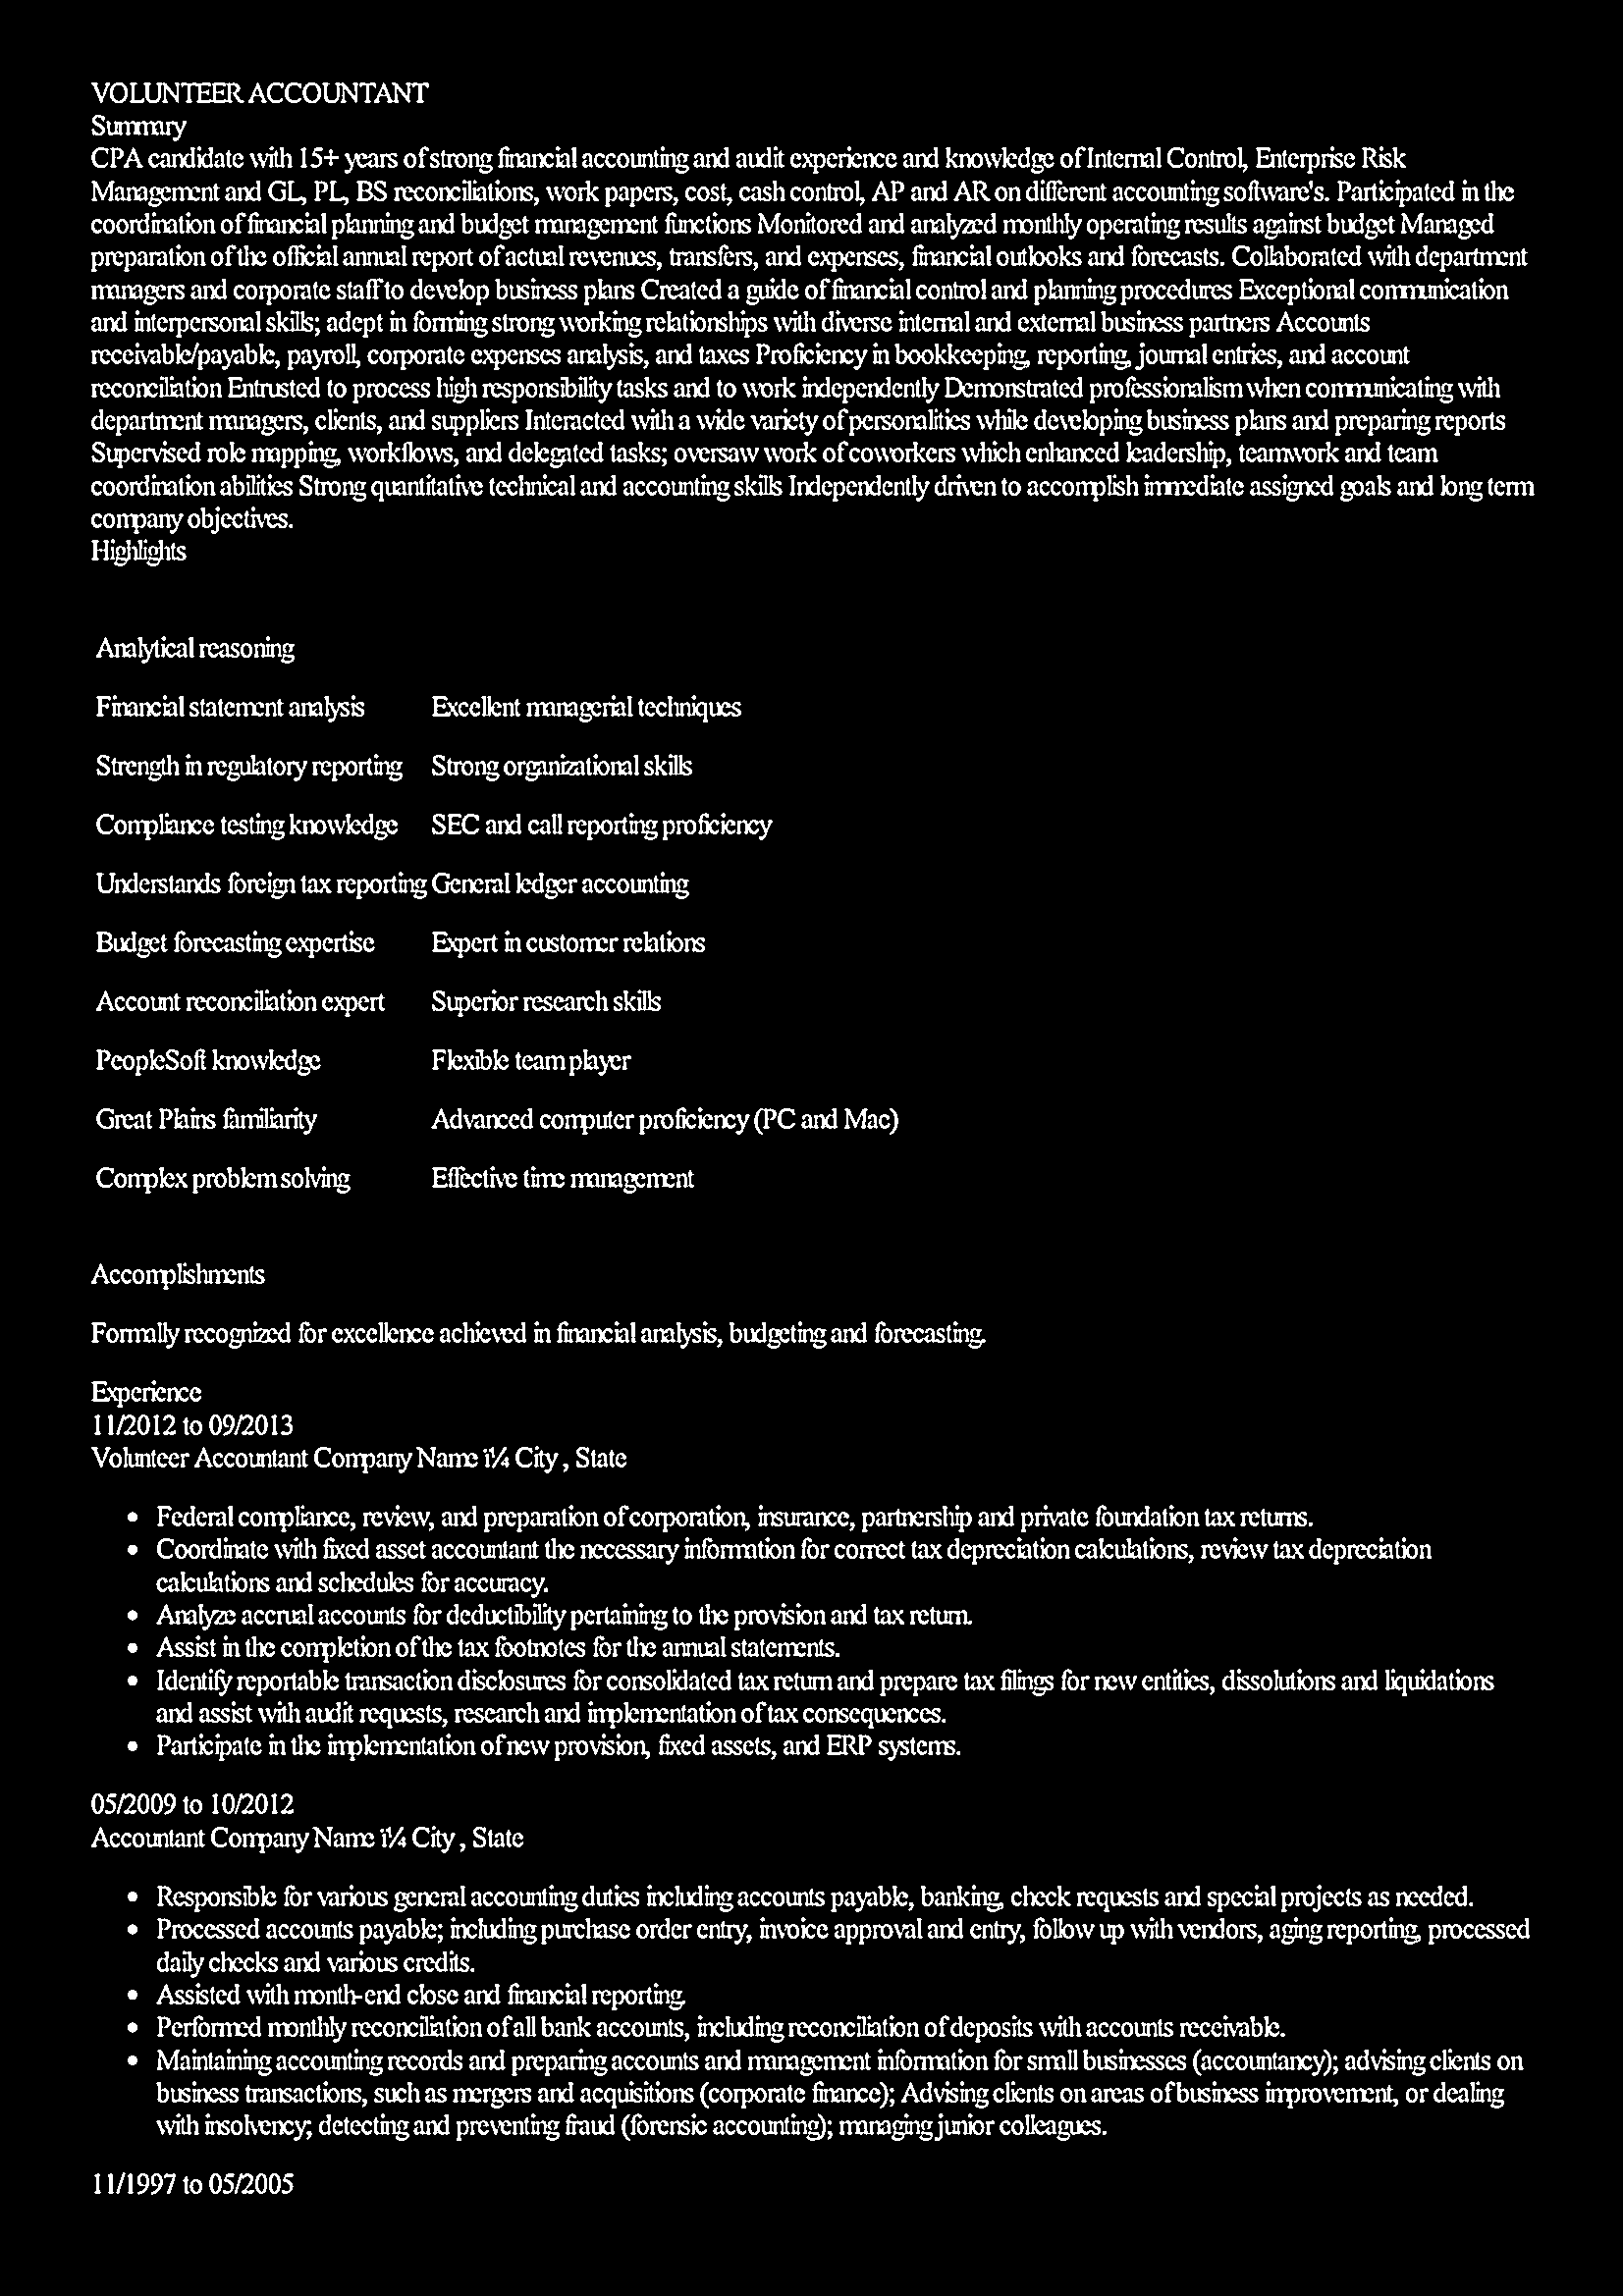 VOLUNTEER ACCOUNTANT
Summary
CPA candidate with 15+ years of strong financial accounting and audit experience and knowledge of Internal Control, Enterprise Risk
Management and GL, PL, BS reconciliations, work papers, cost, cash control, AP and AR on different accounting software's. Participated in the
coordination of financial planning and budget management functions Monitored and analyzed monthly operating results against budget Managed
preparation of the official annual report of actual revenues, transfers, and expenses, financial outlooks and forecasts. Collaborated with department
managers and corporate staff to develop business plans Created a guide of financial control and planning procedures Exceptional communication
and interpersonal skills; adept in forming strong working relationships with diverse internal and external business partners Accounts
receivable/payable, payroll, corporate expenses analysis, and taxes Proficiency in bookkeeping, reporting, journal entries, and account
reconciliation Entrusted to process high responsibility tasks and to work independently Demonstrated professionalism when communicating with
department managers, clients, and suppliers Interacted with a wide variety of personalities while developing business plans and preparing reports
Supervised role mapping, workflows, and delegated tasks; oversaw work of coworkers which enhanced leadership, teamwork and team
coordination abilities Strong quantitative technical and accounting skills Independently driven to accomplish immediate assigned goals and long term
company objectives.
Highlights
Analytical reasoning
Financial statement analysis Excellent managerial techniques
Strength in regulatory reporting Strong organizational skills
Compliance testing knowledge SEC and call reporting proficiency
Understands foreign tax reporting General ledger accounting
Budget forecasting expertise Expert in customer relations
Account reconciliation expert Superior research skills
PeopleSoft knowledge Flexible team player
Great Plains familiarity Advanced computer proficiency (PC and Mac)
Complex problem solving Effective time management
Accomplishments
Formally recognized for excellence achieved in financial analysis, budgeting and forecasting.
Experience
11/2012 to 09/2013
Volunteer Accountant Company Name ï¼ City , State
• Federal compliance, review, and preparation of corporation, insurance, partnership and private foundation tax returns.
• Coordinate with fixed asset accountant the necessary information for correct tax depreciation calculations, review tax depreciation
calculations and schedules for accuracy.
• Analyze accrual accounts for deductibility pertaining to the provision and tax return.
• Assist in the completion of the tax footnotes for the annual statements.
• Identify reportable transaction disclosures for consolidated tax return and prepare tax filings for new entities, dissolutions and liquidations
and assist with audit requests, research and implementation of tax consequences.
• Participate in the implementation of new provision, fixed assets, and ERP systems.
05/2009 to 10/2012
Accountant Company Name ï¼ City , State
• Responsible for various general accounting duties including accounts payable, banking, check requests and special projects as needed.
• Processed accounts payable; including purchase order entry, invoice approval and entry, follow up with vendors, aging reporting, processed
daily checks and various credits.
• Assisted with month-end close and financial reporting.
• Performed monthly reconciliation of all bank accounts, including reconciliation of deposits with accounts receivable.
• Maintaining accounting records and preparing accounts and management information for small businesses (accountancy); advising clients on
business transactions, such as mergers and acquisitions (corporate finance); Advising clients on areas of business improvement, or dealing
with insolvency; detecting and preventing fraud (forensic accounting); managing junior colleagues.
11/1997 to 05/2005